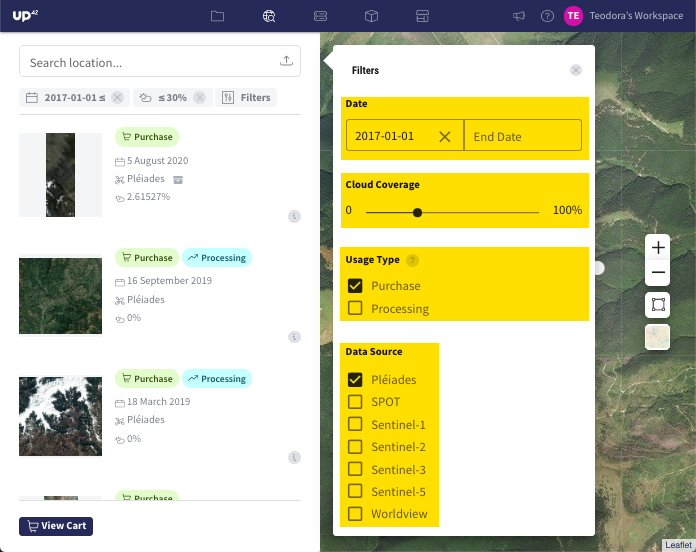 up42
TE Teodora's Workspace
Search location...
2017-01-01 ≤
≤ 30%
Filters
Purchase
5 August 2020
Pléiades
2.61527%
Purchase
Processing
16 September 2019
Pléiades
0%
Purchase
Processing
18 March 2019
Pléiades
0%
Purchase
View Cart
Filters
Date
2017-01-01
End Date
Cloud Coverage
0
100%
Usage Type ?
Purchase
Processing
Data Source
Pléiades
SPOT
Sentinel-1
Sentinel-2
Sentinel-3
Sentinel-5
Worldview
Leaflet